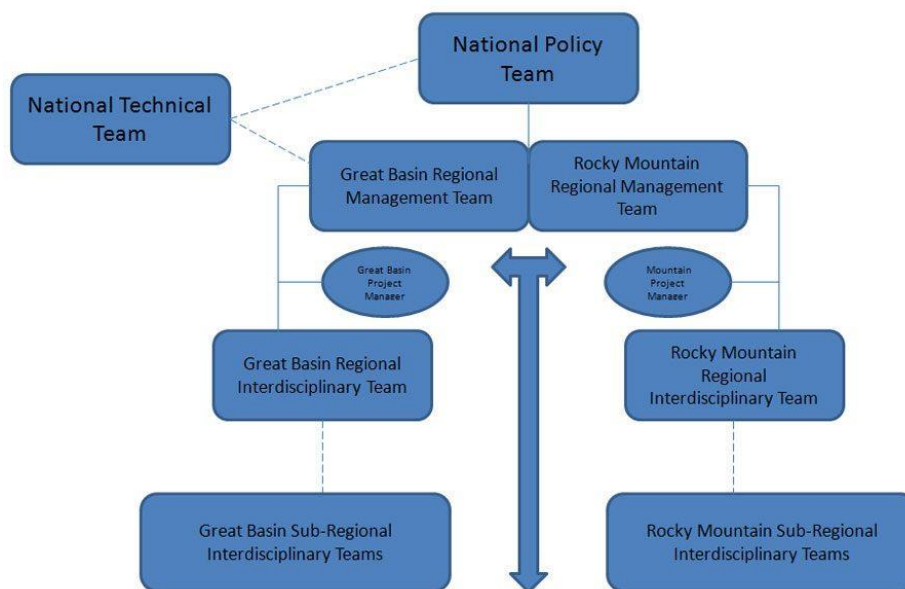 National Policy
Team
National Technical
Team
Great Basin Regional
Management Team
Rocky Mountain
Regional Management
Team
Great Basin
Project
Manager
Mountain
Project
Manager
Great Basin Regional
Interdisciplinary Team
Rocky Mountain
Regional
Interdisciplinary Team
Great Basin Sub-Regional
Interdisciplinary Teams
Rocky Mountain Sub-Regional
Interdisciplinary Teams